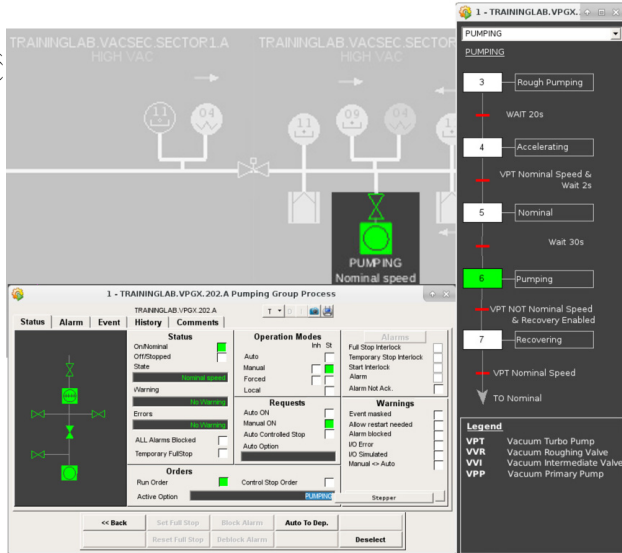 1 - TRAININGLAB.VPGX.
PUMPING
PUMPING
3 Rough Pumping
WAIT 20s
4 Accelerating
VPT Nominal Speed &
Wait 2s
5 Nominal
Wait 30s
6 Pumping
VPT NOT Nominal Speed
& Recovery Enabled
7 Recovering
VPT Nominal Speed
TO Nominal
Legend
VPT Vacuum Turbo Pump
VVR Vacuum Roughing Valve
VVI Vacuum Intermediate Valve
VPP Vacuum Primary Pump
TRAININGLAB.VACSEC.SECTOR1.A
HIGH VAC
TRAININGLAB.VACSEC.SECTOR
HIGH VAC
11 04 11 09 04 1
PUMPING
Nominal speed
1 - TRAININGLAB.VPGX.202.A Pumping Group Process
TRAININGLAB.VPGX.202.A
Status Alarm Event History Comments
Status
On/Nominal
Off/Stopped
State
Nominal speed
Warning
No Warning
Errors
No Warning
ALL Alarms Blocked
Temporary FullStop
Operation Modes
Inh St
Auto
Manual
Forced
Local
Requests
Auto ON
Manual ON
Auto Controlled Stop
Auto Option
Alarms
Full Stop Interlock
Temporary Stop Interlock
Start Interlock
Alarm
Alarm Not Ack.
Warnings
Event masked
Allow restart needed
Alarm blocked
I/O Error
I/O Simulated
Manual <> Auto
Orders
Run Order
Control Stop Order
Active Option
PUMPING
Stepper
<< Back Set Full Stop Block Alarm Auto To Dep.
Reset Full Stop Deblock Alarm Deselect